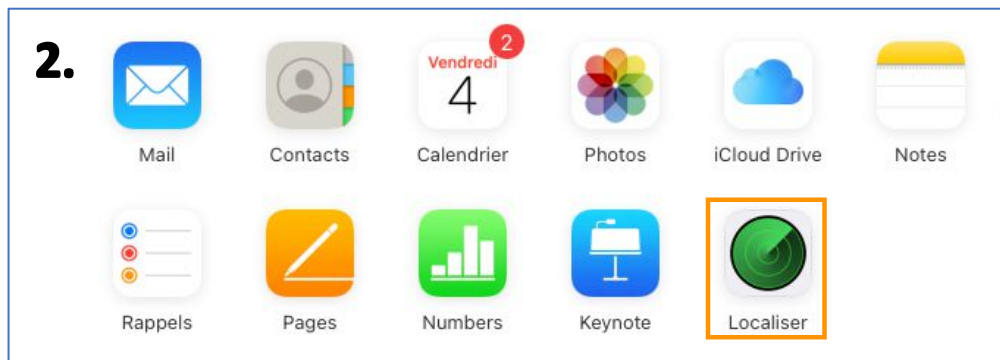 2.
2
Vendredi
4
Mail Contacts Calendrier Photos iCloud Drive Notes
Rappels Pages Numbers Keynote Localiser